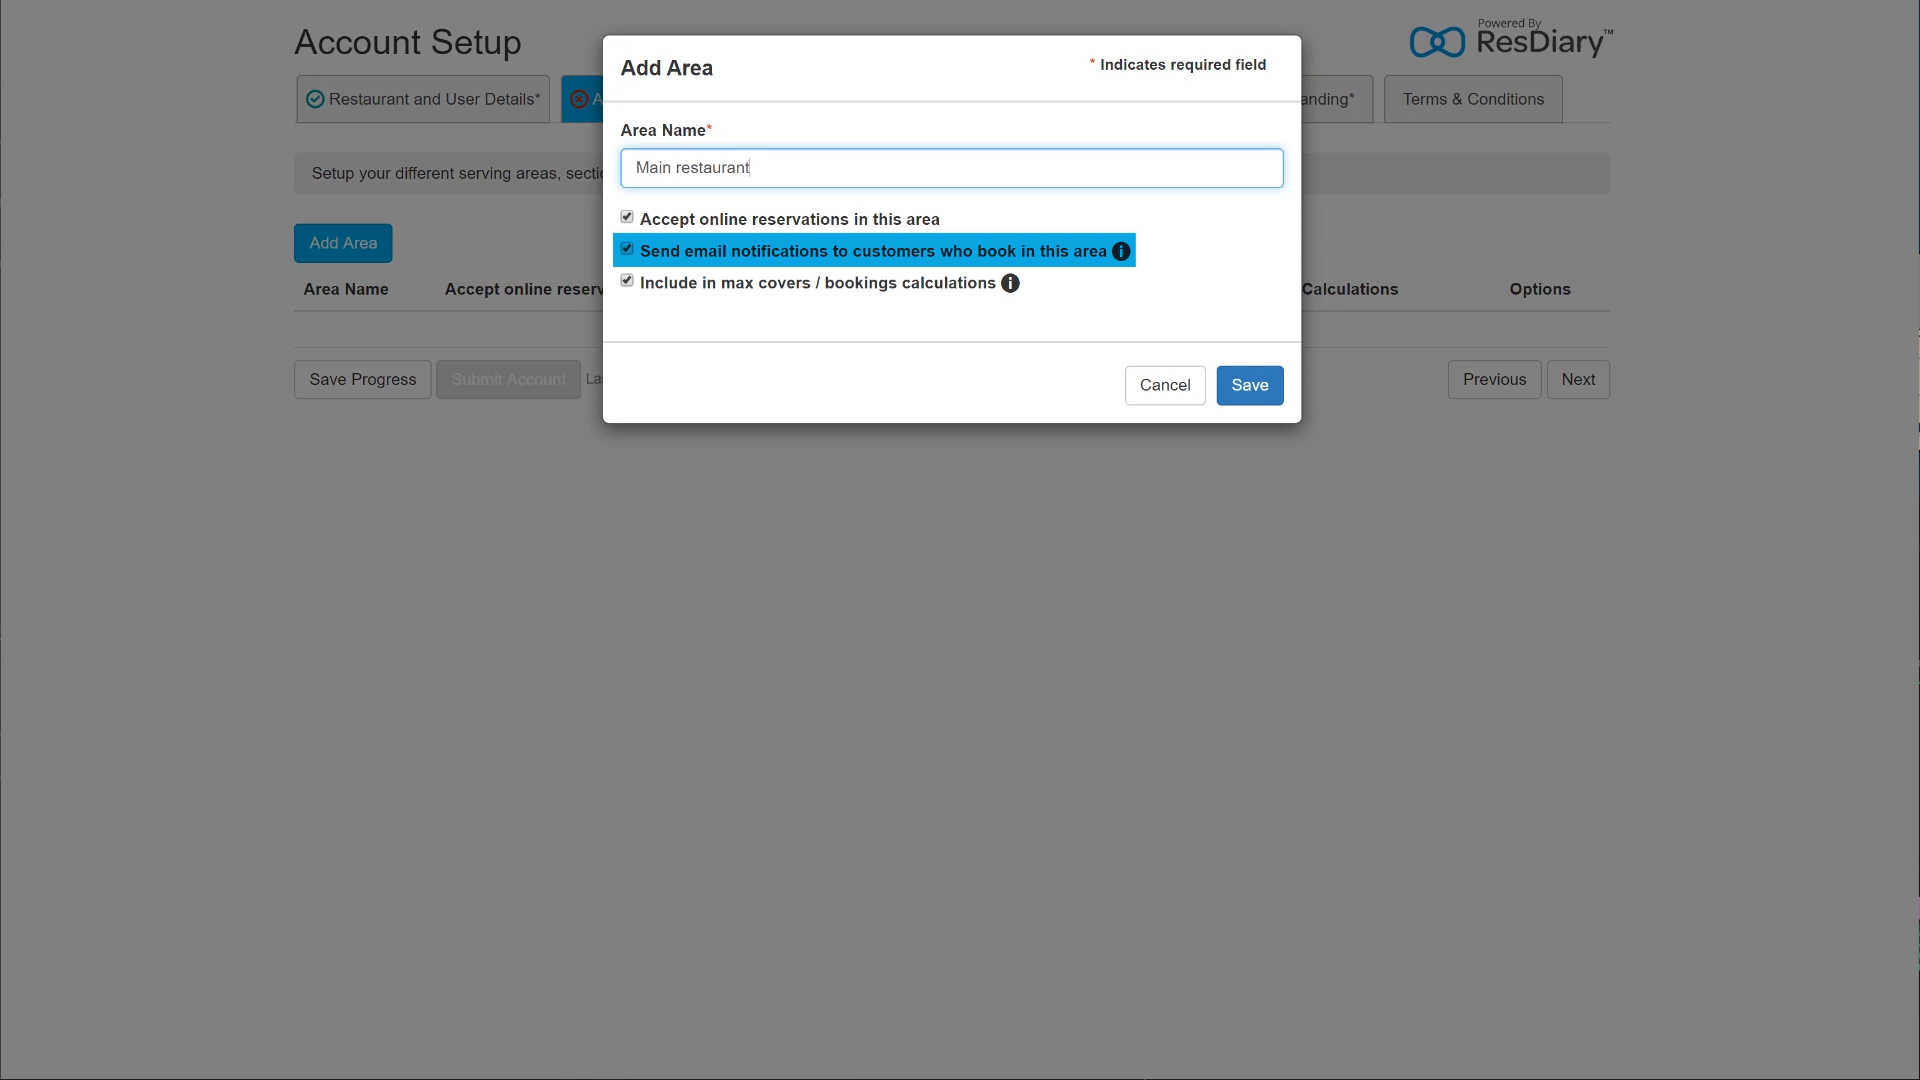 Account Setup
Powered By
ResDiary™
Restaurant and User Details*
A
anding*
Terms & Conditions
Setup your different serving areas, sectio
Add Area
Area Name
Accept online reserv
Calculations
Options
Save Progress
Submit Account
Las
Previous
Next
Add Area
* Indicates required field
Area Name*
Main restaurant
Accept online reservations in this area
Send email notifications to customers who book in this area
Include in max covers / bookings calculations
Cancel
Save